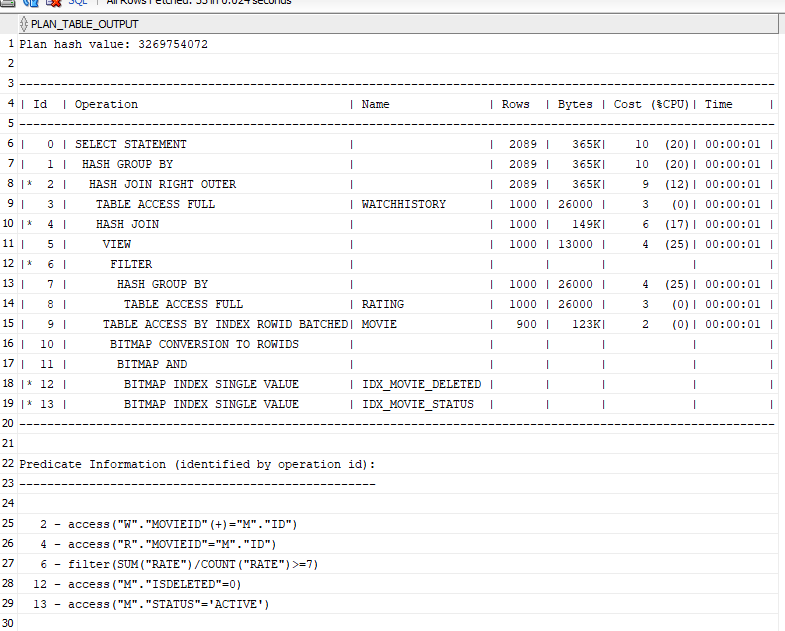 SQL | All Rows Fetched: 33 in 0.024 seconds
PLAN_TABLE_OUTPUT
1 Plan hash value: 3269754072
2
3 ------------------------------------------------------------------------------------------------------------
4 | Id  | Operation                              | Name               | Rows  | Bytes | Cost (%CPU)| Time     |
5 ------------------------------------------------------------------------------------------------------------
6 |   0 | SELECT STATEMENT                       |                    |  2089 |   365K|    10  (20)| 00:00:01 |
7 |   1 |  HASH GROUP BY                         |                    |  2089 |   365K|    10  (20)| 00:00:01 |
8 |*  2 |   HASH JOIN RIGHT OUTER                |                    |  2089 |   365K|     9  (12)| 00:00:01 |
9 |   3 |    TABLE ACCESS FULL                   | WATCHHISTORY       |  1000 | 26000 |     3   (0)| 00:00:01 |
10 |*  4 |    HASH JOIN                           |                    |  1000 |   149K|     6  (17)| 00:00:01 |
11 |   5 |     VIEW                               |                    |  1000 | 13000 |     4  (25)| 00:00:01 |
12 |*  6 |      FILTER                            |                    |       |       |            |          |
13 |   7 |       HASH GROUP BY                    |                    |  1000 | 26000 |     4  (25)| 00:00:01 |
14 |   8 |        TABLE ACCESS FULL               | RATING             |  1000 | 26000 |     3   (0)| 00:00:01 |
15 |   9 |     TABLE ACCESS BY INDEX ROWID BATCHED| MOVIE              |   900 |   123K|     2   (0)| 00:00:01 |
16 |  10 |      BITMAP CONVERSION TO ROWIDS       |                    |       |       |            |          |
17 |  11 |       BITMAP AND                       |                    |       |       |            |          |
18 |* 12 |        BITMAP INDEX SINGLE VALUE       | IDX_MOVIE_DELETED  |       |       |            |          |
19 |* 13 |        BITMAP INDEX SINGLE VALUE       | IDX_MOVIE_STATUS   |       |       |            |          |
20 ------------------------------------------------------------------------------------------------------------
21
22 Predicate Information (identified by operation id):
23 ---------------------------------------------------
24
25    2 - access("W"."MOVIEID"(+)="M"."ID")
26    4 - access("R"."MOVIEID"="M"."ID")
27    6 - filter(SUM("RATE")/COUNT("RATE")>=7)
28   12 - access("M"."ISDELETED"=0)
29   13 - access("M"."STATUS"='ACTIVE')
30